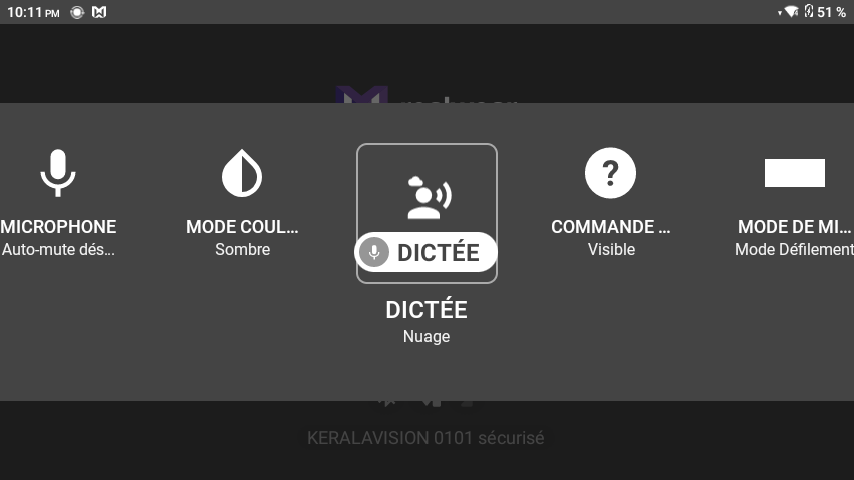 10:11 PM
51 %
MICROPHONE
Auto-mute dés...
MODE COUL...
Sombre
DICTÉE
DICTÉE
Nuage
COMMANDE ...
Visible
MODE DE MI...
Mode Défilement
KERALAVISION 0101 sécurisé